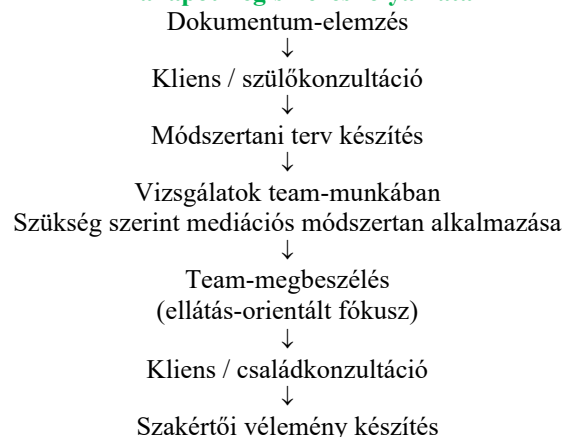 Dokumentum-elemzés
↓
Kliens / szülőkonzultáció
↓
Módszertani terv készítés
↓
Vizsgálatok team-munkában
Szükség szerint mediációs módszertan alkalmazása
↓
Team-megbeszélés
(ellátás-orientált fókusz)
↓
Kliens / családkonzultáció
↓
Szakértői vélemény készítés